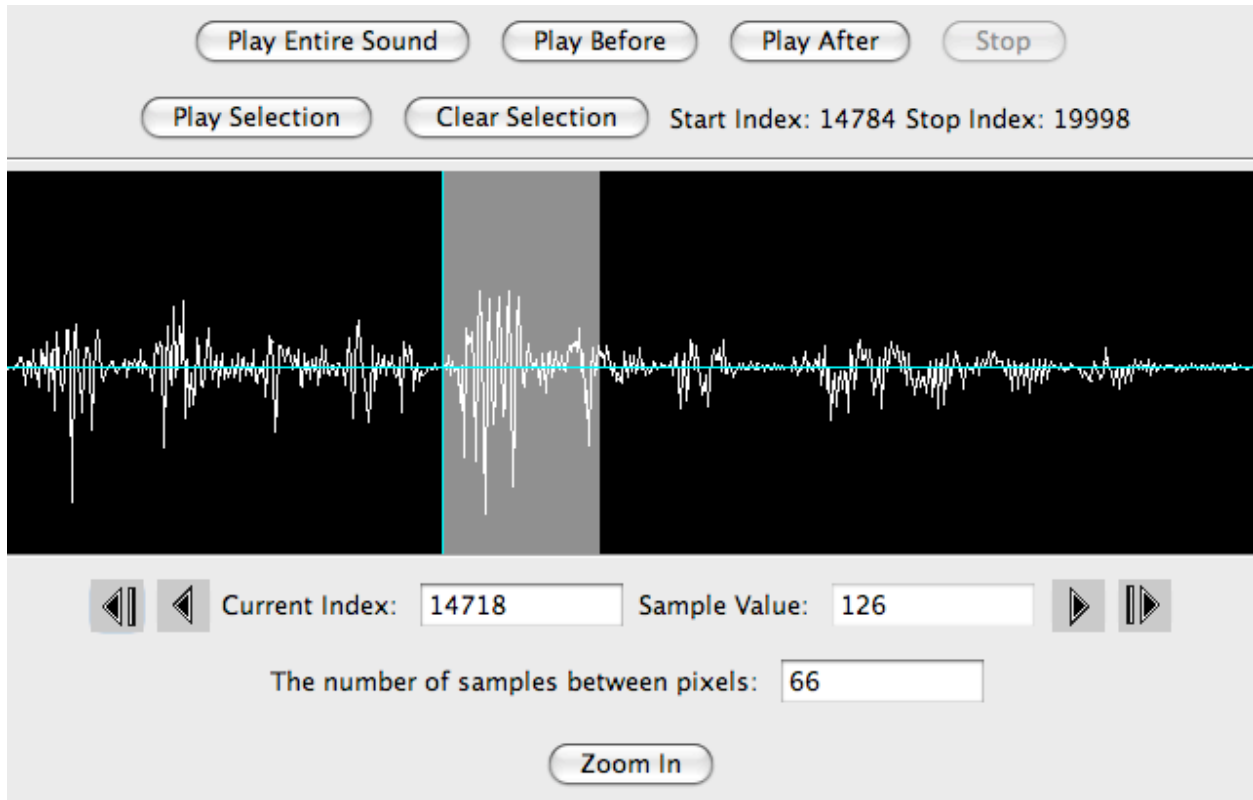 Play Entire Sound Play Before Play After Stop
Play Selection Clear Selection Start Index: 14784 Stop Index: 19998
Current Index: 14718 Sample Value: 126
The number of samples between pixels: 66
Zoom In